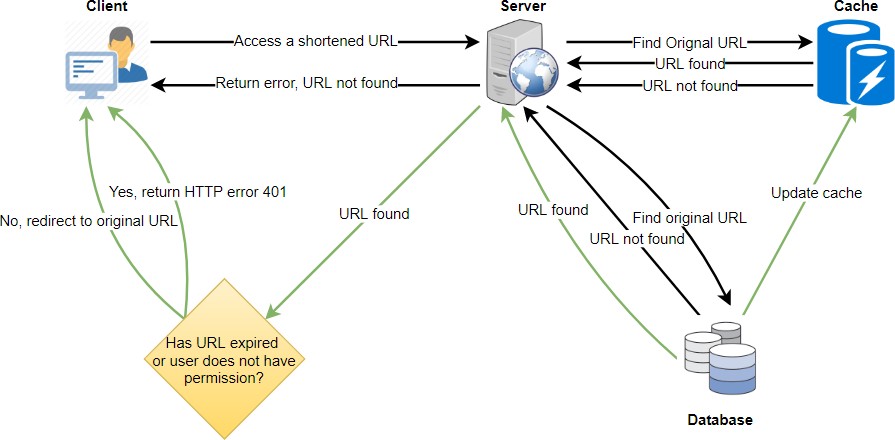 Client
Server
Cache
Access a shortened URL
Find Orignal URL
URL found
Return error, URL not found
URL not found
Yes, return HTTP error 401
Update cache
No, redirect to original URL
URL found
URL found
Find original URL
URL not found
Has URL expired
or user does not have
permission?
Database